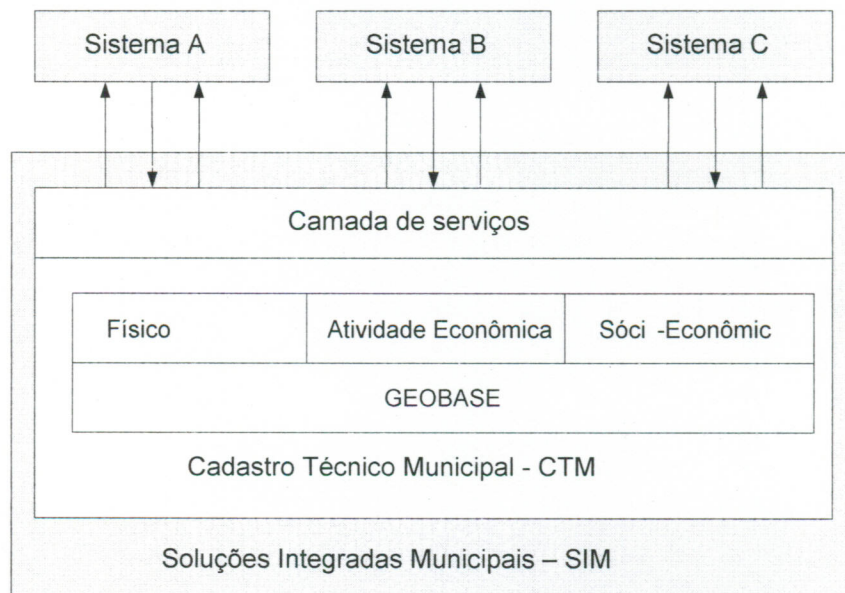 Sistema A
Sistema B
Sistema C
Camada de serviços
Físico
Atividade Econômica
Sóci -Econômic
GEOBASE
Cadastro Técnico Municipal - CTM
Soluções Integradas Municipais – SIM